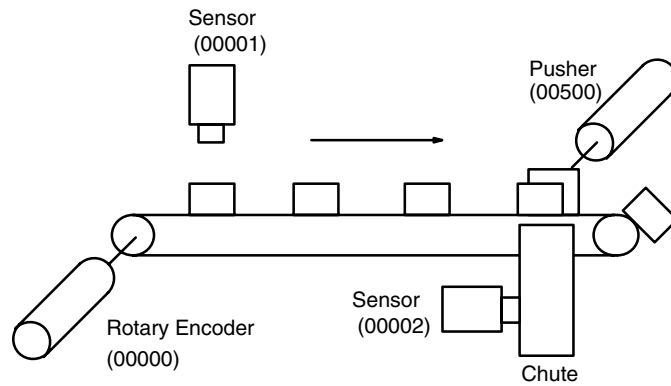 Sensor
(00001)
Pusher
(00500)
Sensor
(00002)
Rotary Encoder
(00000)
Chute